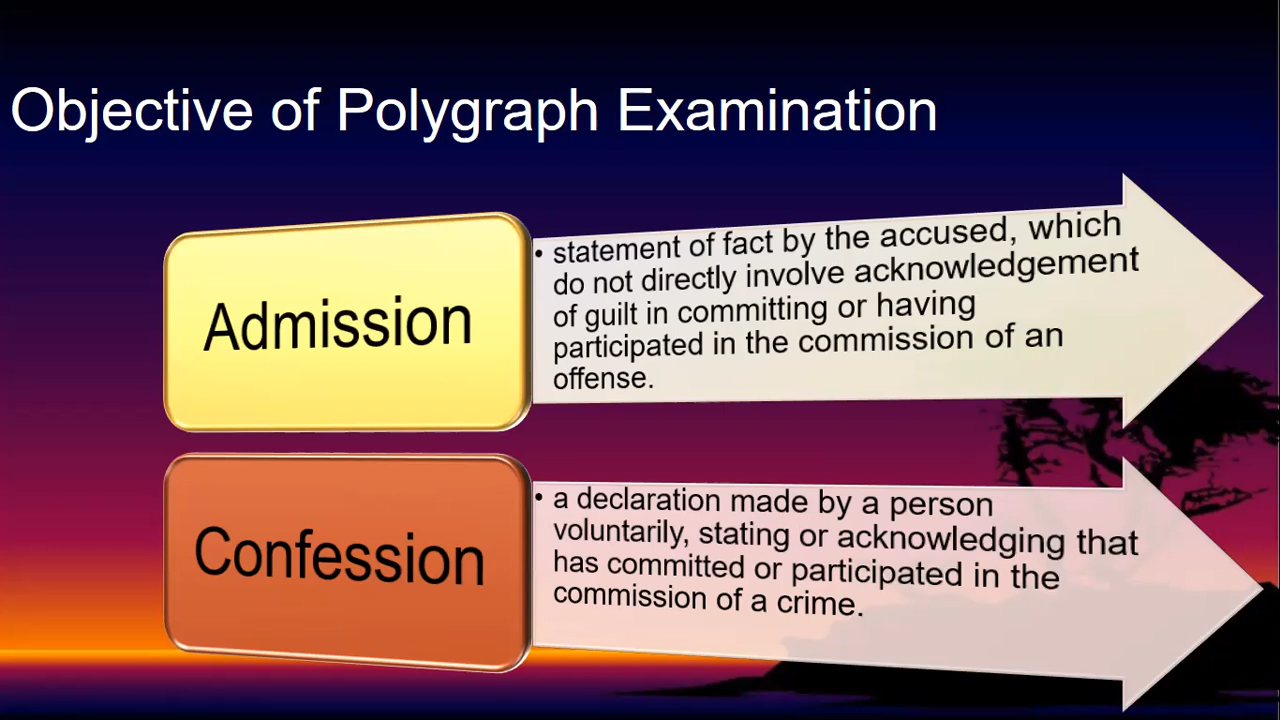 Objective of Polygraph Examination
Admission
• statement of fact by the accused, which
do not directly involve acknowledgement
of guilt in committing or having
participated in the commission of an
offense.
Confession
• a declaration made by a person
voluntarily, stating or acknowledging that
has committed or participated in the
commission of a crime.